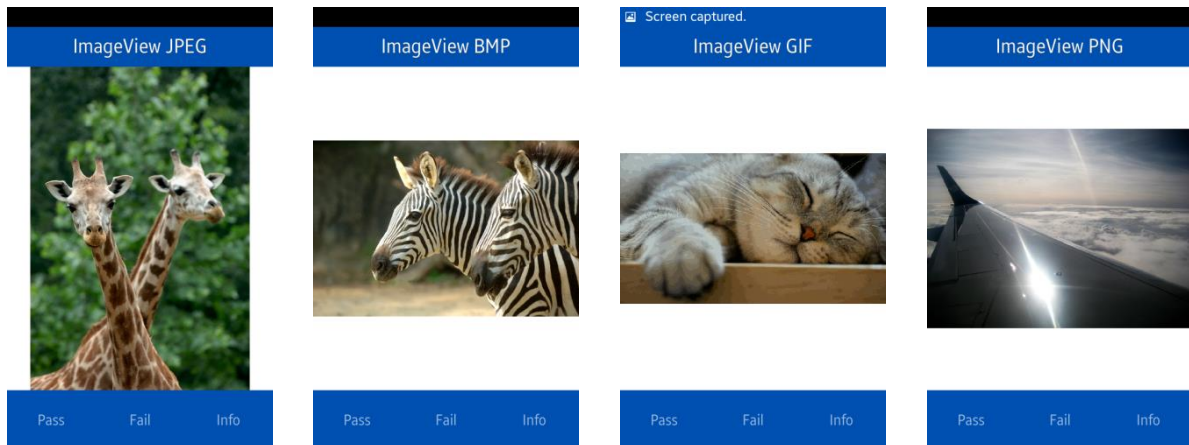 ImageView JPEG
Pass Fail Info
ImageView BMP
Pass Fail Info
Screen captured.
ImageView GIF
Pass Fail Info
ImageView PNG
Pass Fail Info